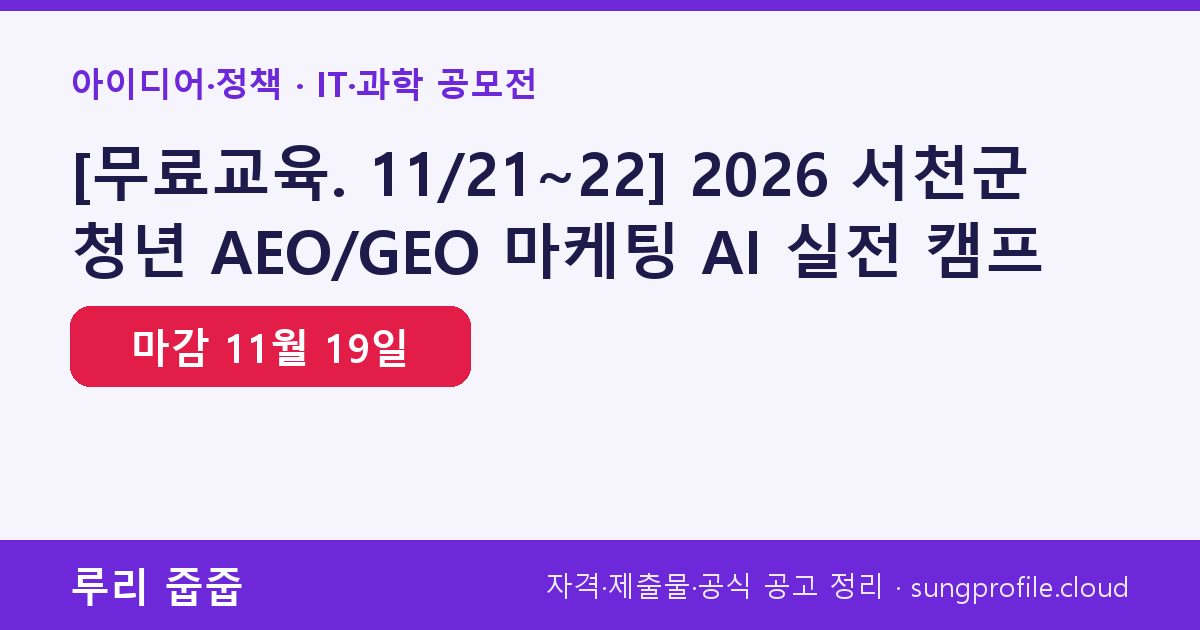 아이디어·정책 · IT·과학 공모전
[무료교육. 11/21~22] 2026 서천군
청년 AEO/GEO 마케팅 AI 실전 캠프
마감 11월 19일
루리 줍줍
자격·제출물·공식 공고 정리 · sungprofile.cloud